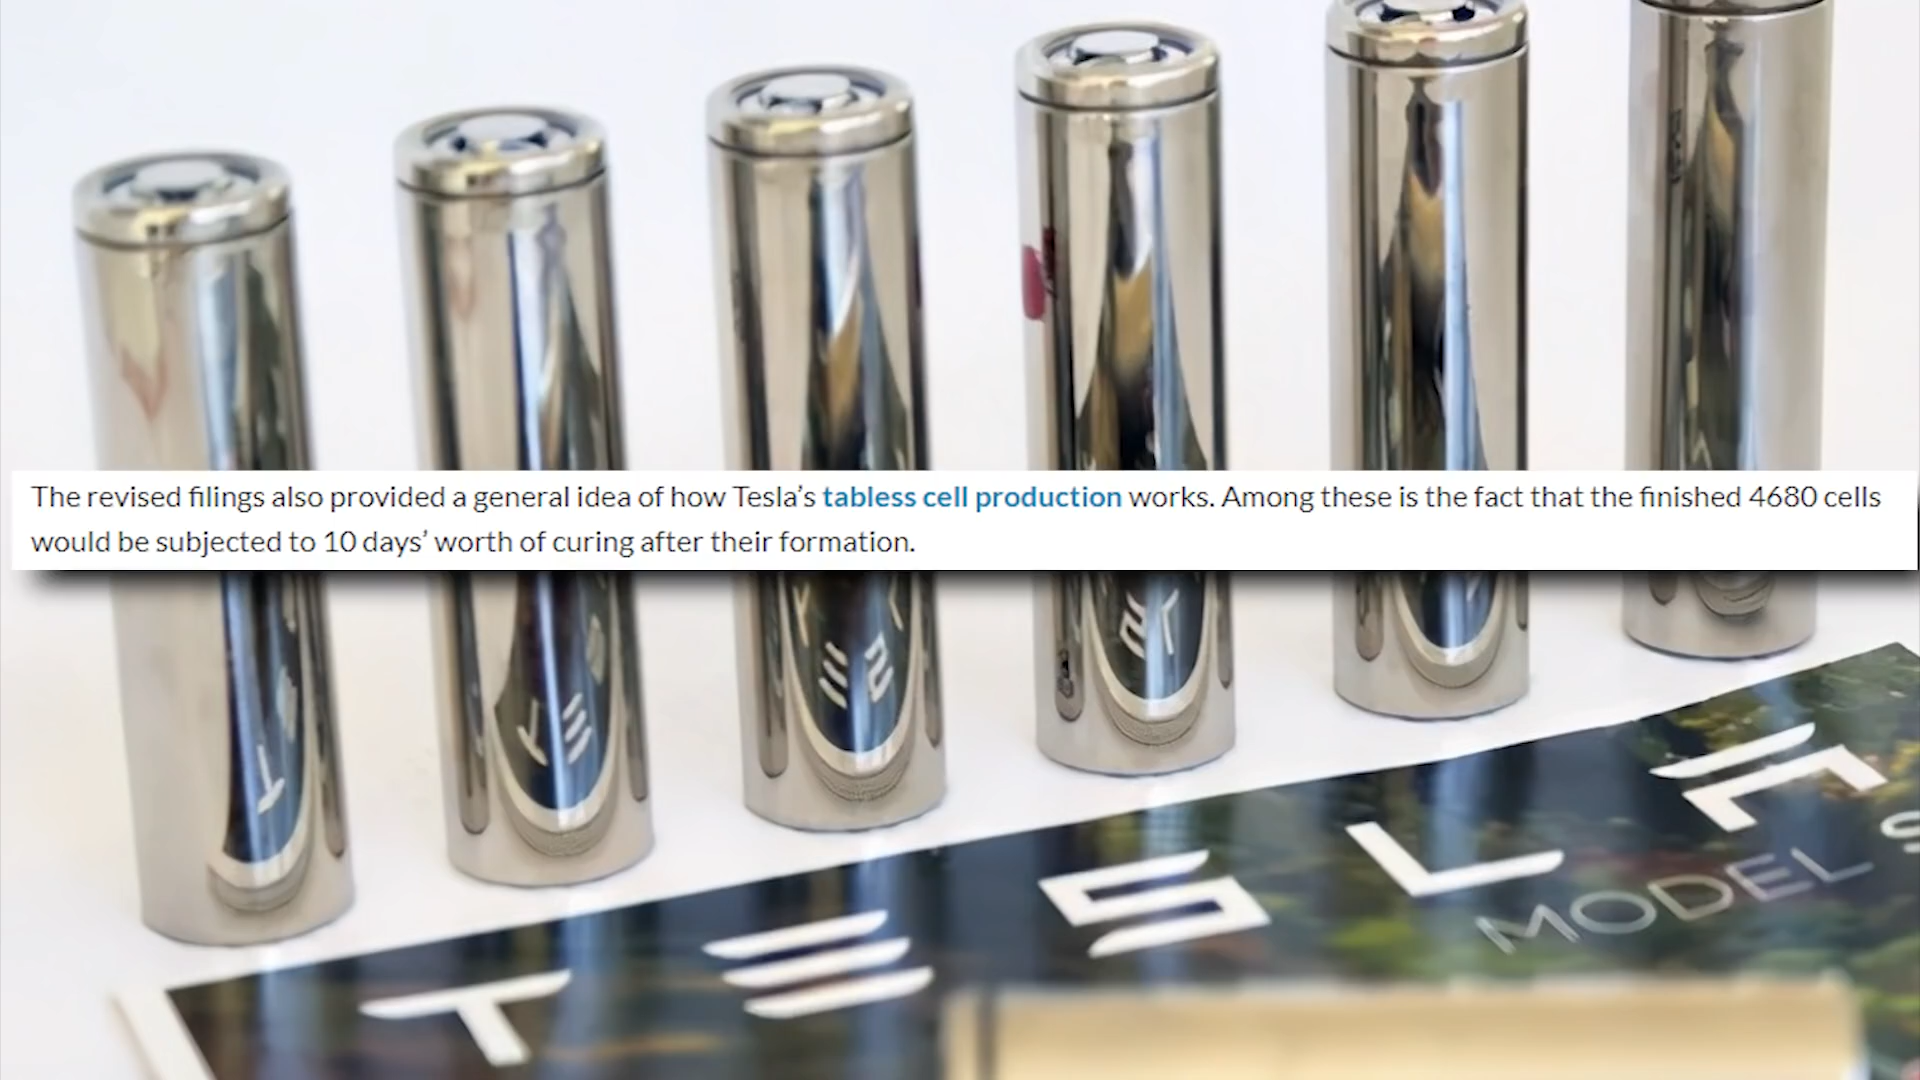 The revised filings also provided a general idea of how Tesla’s tabless cell production works. Among these is the fact that the finished 4680 cells
would be subjected to 10 days’ worth of curing after their formation.
TESLA
MODEL S